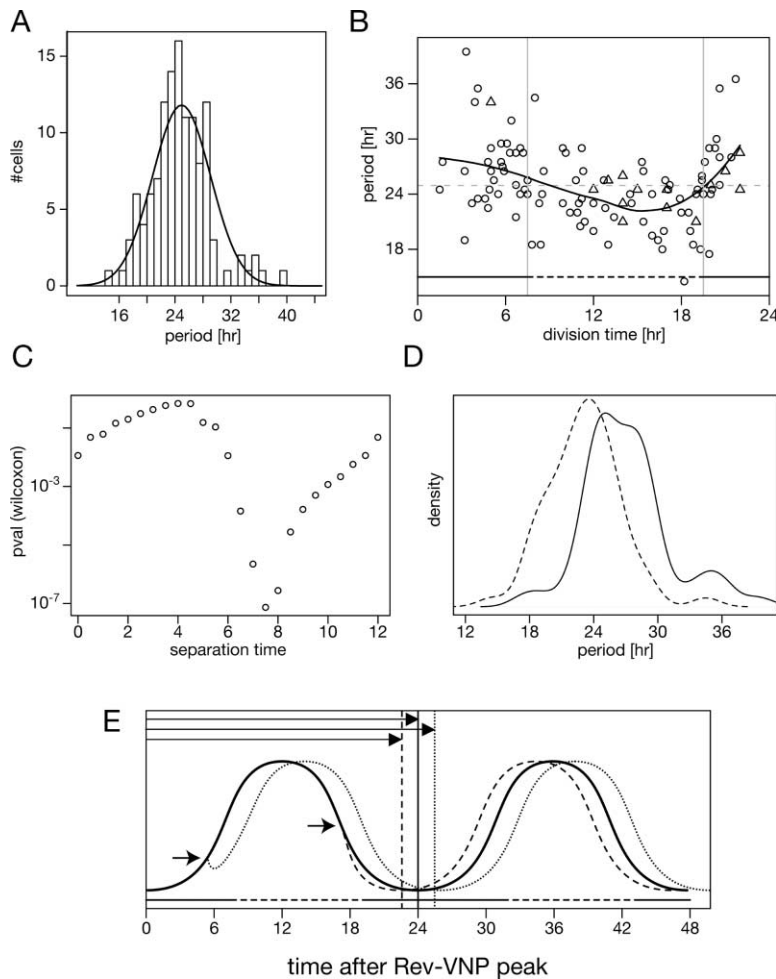 A
#cells
15
10
5
0
16 24 32 40
period [hr]
B
period [hr]
36
30
24
18
0 6 12 18 24
division time [hr]
C
pval (wilcoxon)
10-3
10-7
0 2 4 6 8 10 12
separation time
D
density
12 18 24 30 36
period [hr]
E
0 6 12 18 24 30 36 42 48
time after Rev-VNP peak